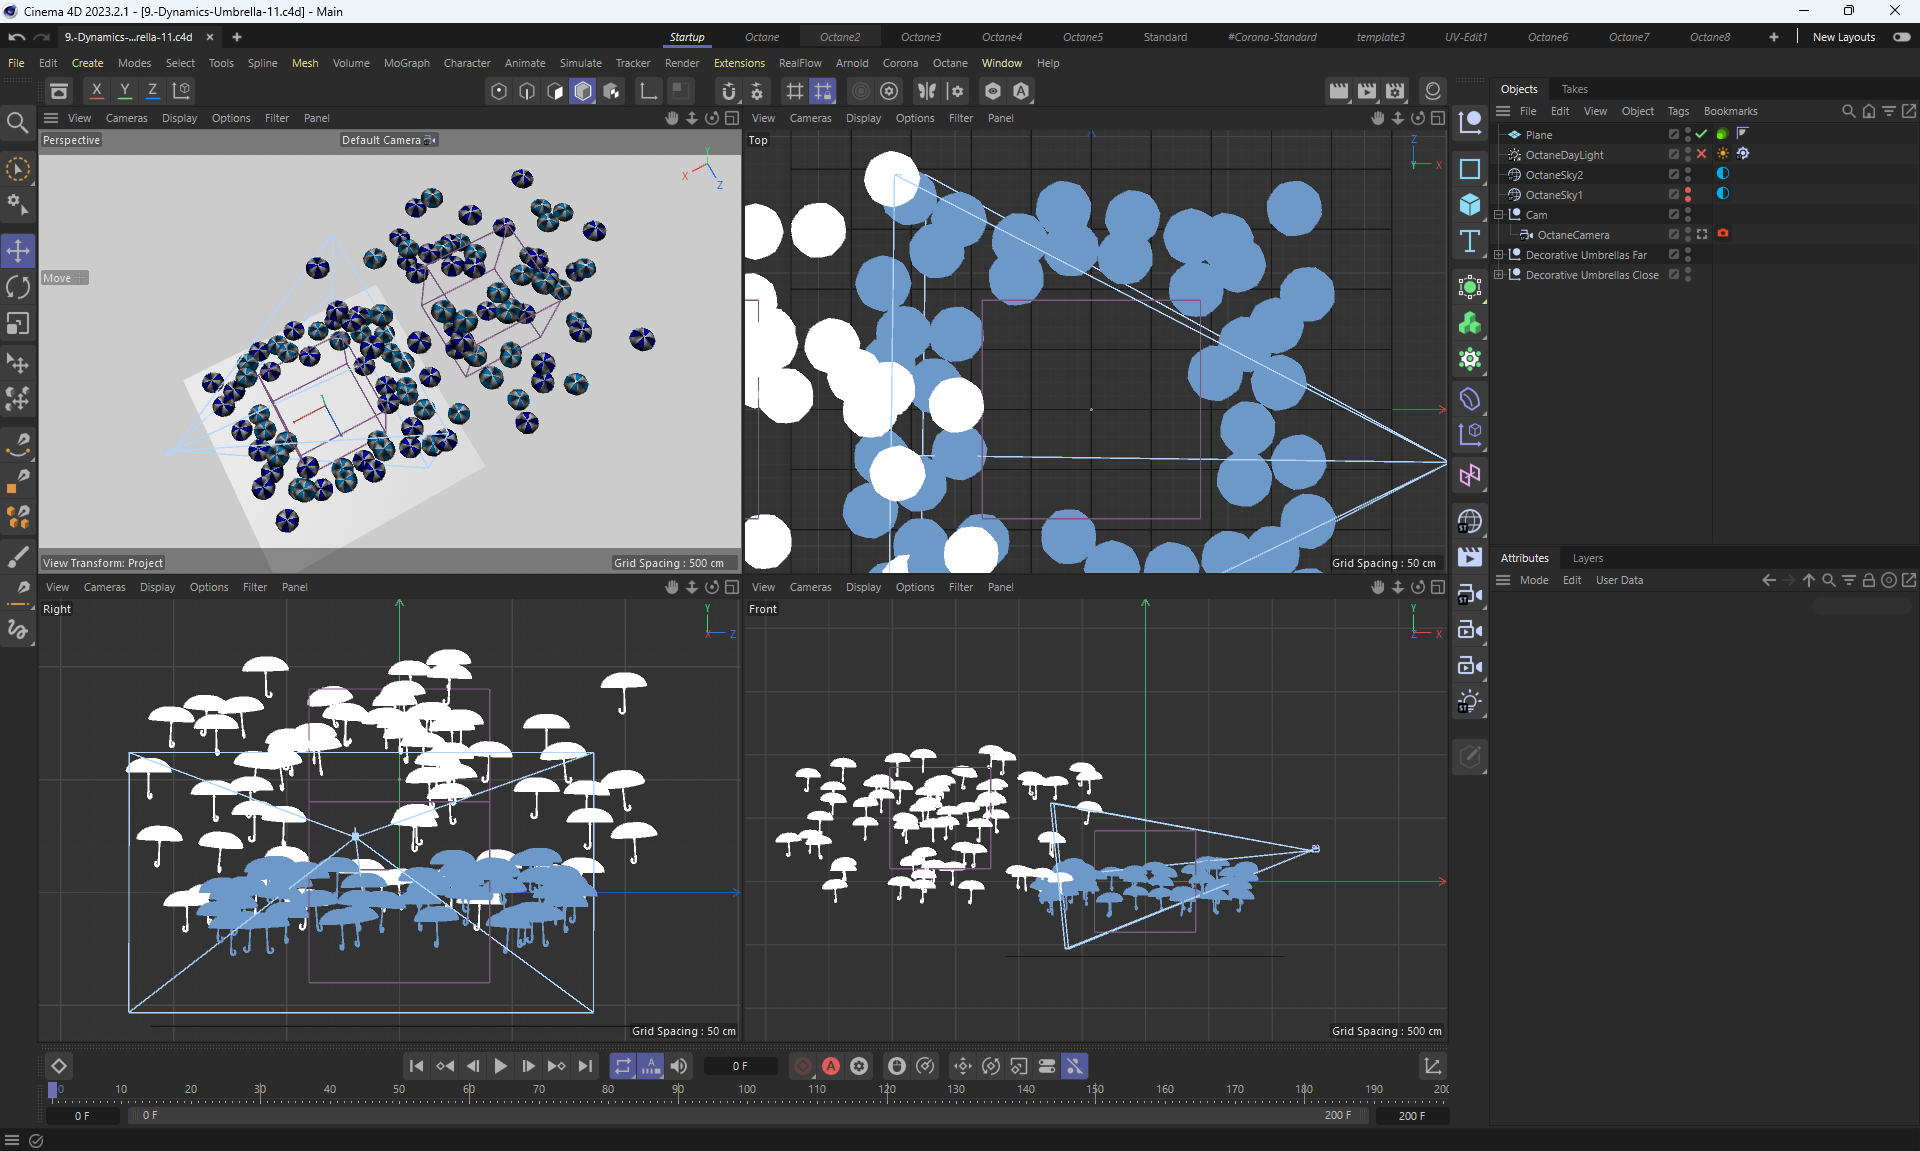 Cinema 4D 2023.2.1 - [9.-Dynamics-Umbrella-11.c4d] - Main
9.-Dynamics-...rella-11.c4d
Startup Octane Octane2 Octane3 Octane4 Octane5 Standard #Corona-Standard template3 UV-Edit1 Octane6 Octane7 Octane8 New Layouts
File Edit Create Modes Select Tools Spline Mesh Volume MoGraph Character Animate Simulate Tracker Render Extensions RealFlow Arnold Corona Octane Window Help
X Y Z
Objects Takes
File Edit View Object Tags Bookmarks
Plane
OctaneDayLight
OctaneSky2
OctaneSky1
Cam
OctaneCamera
Decorative Umbrellas Far
Decorative Umbrellas Close
View Cameras Display Options Filter Panel
Perspective
Default Camera
Y
X
Z
Move
View Transform: Project
Grid Spacing : 500 cm
View Cameras Display Options Filter Panel
Top
Z
Y X
Grid Spacing : 50 cm
View Cameras Display Options Filter Panel
Right
Y
X Z
Grid Spacing : 50 cm
View Cameras Display Options Filter Panel
Front
Y
Z X
Grid Spacing : 500 cm
ST
ST
ST
Attributes Layers
Mode Edit User Data
0 F
0 10 20 30 40 50 60 70 80 90 100 110 120 130 140 150 160 170 180 190 200
0 F 0 F 200 F 200 F